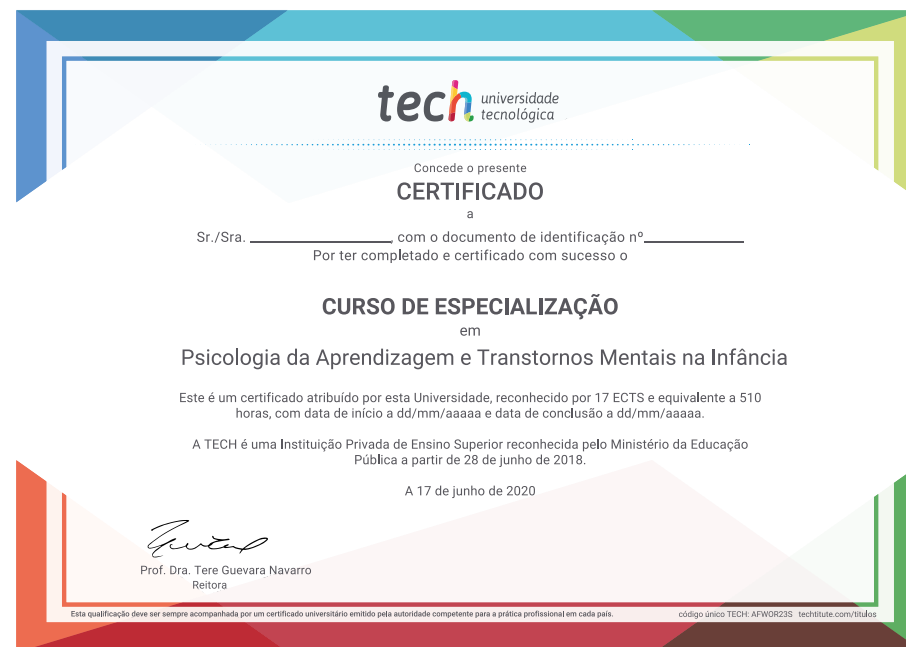 tech universidade
tecnológica
Concede o presente
CERTIFICADO
a
Sr./Sra. ________________, com o documento de identificação nº____________
Por ter completado e certificado com sucesso o
CURSO DE ESPECIALIZAÇÃO
em
Psicologia da Aprendizagem e Transtornos Mentais na Infância
Este é um certificado atribuído por esta Universidade, reconhecido por 17 ECTS e equivalente a 510
horas, com data de início a dd/mm/aaaaa e data de conclusão a dd/mm/aaaaa.
A TECH é uma Instituição Privada de Ensino Superior reconhecida pelo Ministério da Educação
Pública a partir de 28 de junho de 2018.
A 17 de junho de 2020
Prof. Dra. Tere Guevara Navarro
Reitora
Esta qualificação deve ser sempre acompanhada por um certificado universitário emitido pela autoridade competente para a prática profissional em cada país.
código único TECH: AFWOR23S techtitute.com/titulos